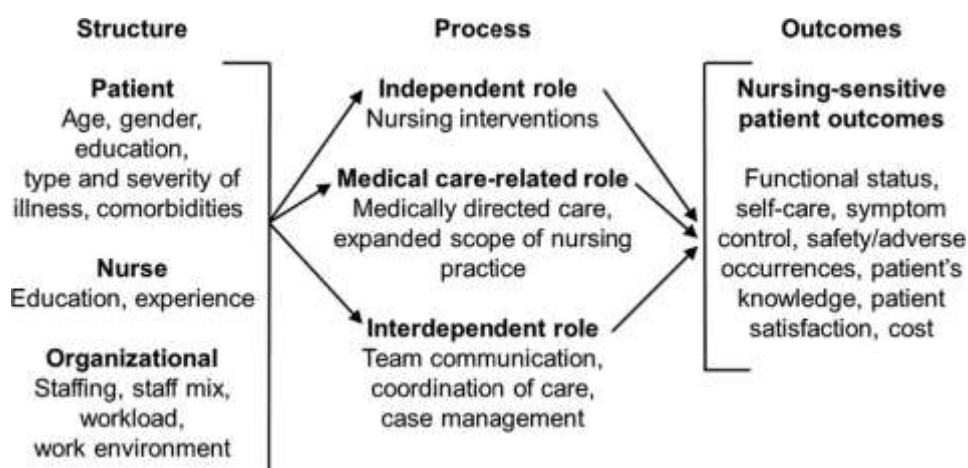 Structure
Process
Outcomes
Patient
Age, gender,
education,
type and severity of
illness, comorbidities
Nurse
Education, experience
Organizational
Staffing, staff mix,
workload,
work environment
Independent role
Nursing interventions
Medical care-related role
Medically directed care,
expanded scope of nursing
practice
Interdependent role
Team communication,
coordination of care,
case management
Nursing-sensitive
patient outcomes
Functional status,
self-care, symptom
control, safety/adverse
occurrences, patient's
knowledge, patient
satisfaction, cost